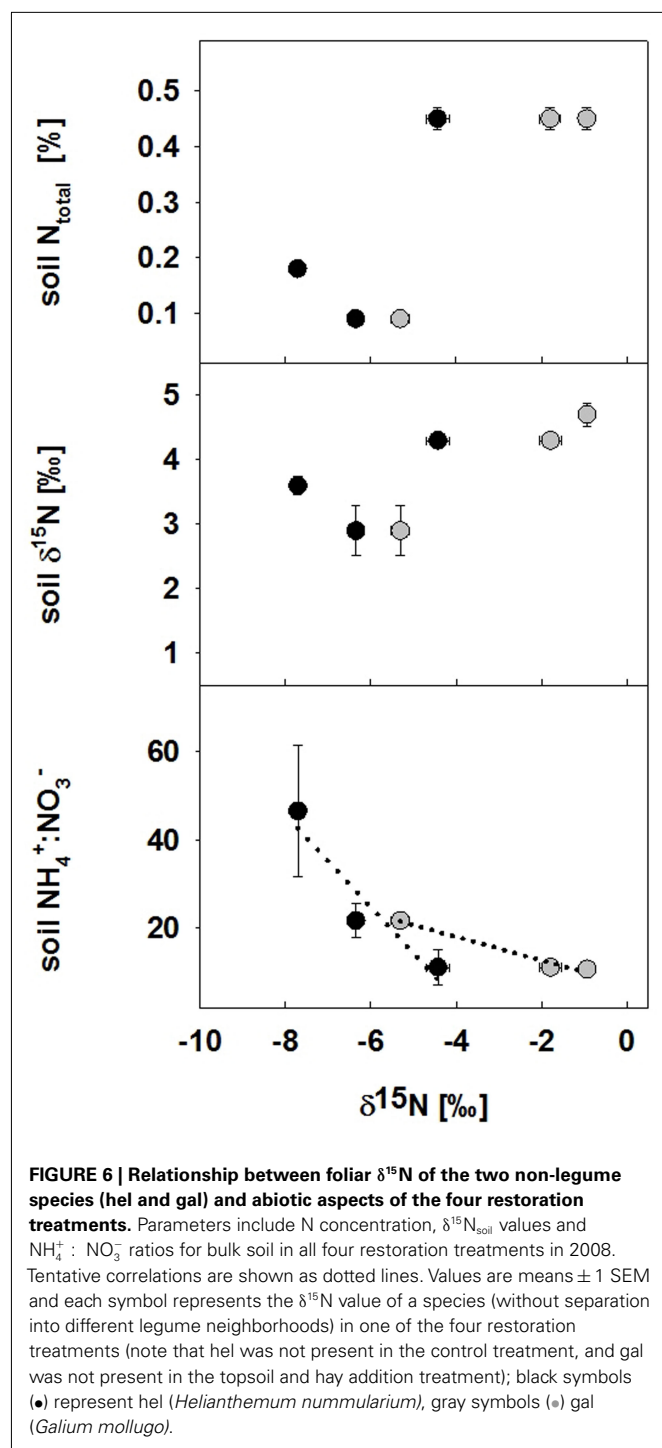 soil N_total [%]
0.5
0.4
0.3
0.2
0.1
soil δ¹⁵N [‰]
5
4
3
2
1
soil NH₄⁺:NO₃⁻
60
40
20
-10 -8 -6 -4 -2 0
δ¹⁵N [‰]
FIGURE 6 | Relationship between foliar δ¹⁵N of the two non-legume
species (hel and gal) and abiotic aspects of the four restoration
treatments. Parameters include N concentration, δ¹⁵N_soil values and
NH₄⁺ : NO₃⁻ ratios for bulk soil in all four restoration treatments in 2008.
Tentative correlations are shown as dotted lines. Values are means ± 1 SEM
and each symbol represents the δ¹⁵N value of a species (without separation
into different legume neighborhoods) in one of the four restoration
treatments (note that hel was not present in the control treatment, and gal
was not present in the topsoil and hay addition treatment); black symbols
(●) represent hel (Helianthemum nummularium), gray symbols (●) gal
(Galium mollugo).